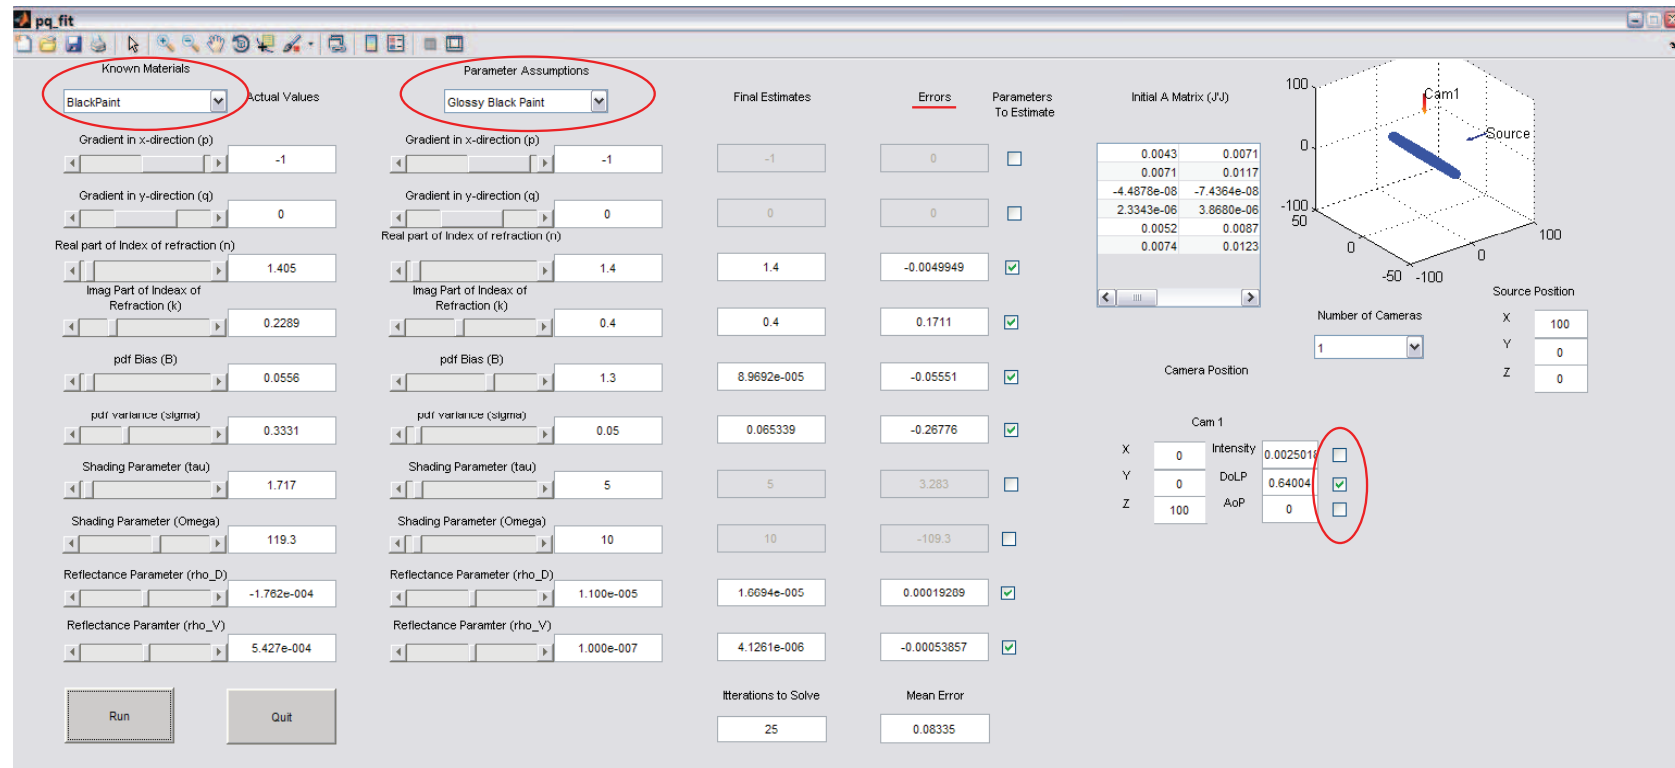 pq_fit
Known Materials
BlackPaint
Actual Values
Parameter Assumptions
Glossy Black Paint
Final Estimates
Errors
Parameters
To Estimate
Initial A Matrix (J'J)
Gradient in x-direction (p)
-1
Gradient in x-direction (p)
-1
-1
0
Gradient in y-direction (q)
0
Gradient in y-direction (q)
0
0
0
Real part of Index of refraction (n)
1.405
Real part of Index of refraction (n)
1.4
1.4
-0.0049949
Imag Part of Indeax of
Refraction (k)
0.2289
Imag Part of Indeax of
Refraction (k)
0.4
0.4
0.1711
pdf Bias (B)
0.0556
pdf Bias (B)
1.3
8.9692e-005
-0.05551
pdf variance (sigma)
0.3331
pdf variance (sigma)
0.05
0.065339
-0.26776
Shading Parameter (tau)
1.717
Shading Parameter (tau)
5
5
3.283
Shading Parameter (Omega)
119.3
Shading Parameter (Omega)
10
10
-109.3
Reflectance Parameter (rho_D)
-1.762e-004
Reflectance Parameter (rho_D)
1.100e-005
1.6694e-005
0.00019289
Reflectance Paramter (rho_V)
5.427e-004
Reflectance Paramter (rho_V)
1.000e-007
4.1261e-006
-0.00053857
Run
Quit
Itterations to Solve
25
Mean Error
0.08335
0.0043 0.0071
0.0071 0.0117
-4.4878e-08 -7.4364e-08
2.3343e-06 3.8680e-06
0.0052 0.0087
0.0074 0.0123
100
0
-100
50
0
-50
-100
0
100
Cam1
Source
Number of Cameras
1
Source Position
X 100
Y 0
Z 0
Camera Position
Cam 1
X 0 Intensity 0.0025018
Y 0 DoLP 0.64004
Z 100 AoP 0